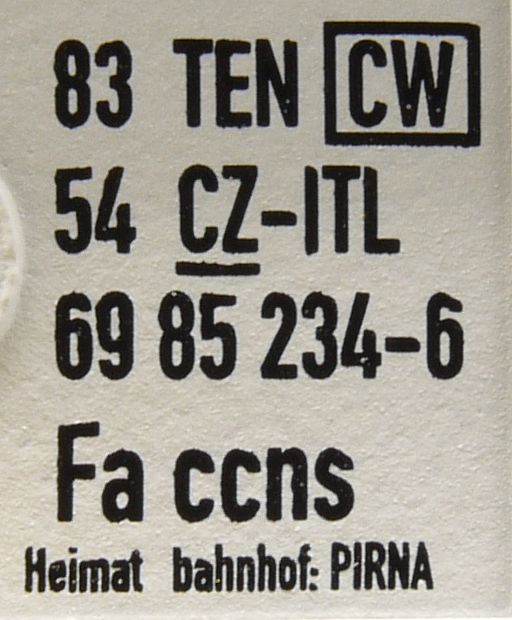 83 TEN CW
54 CZ-ITL
69 85 234-6
Fa ccns
Heimat bahnhof: PIRNA